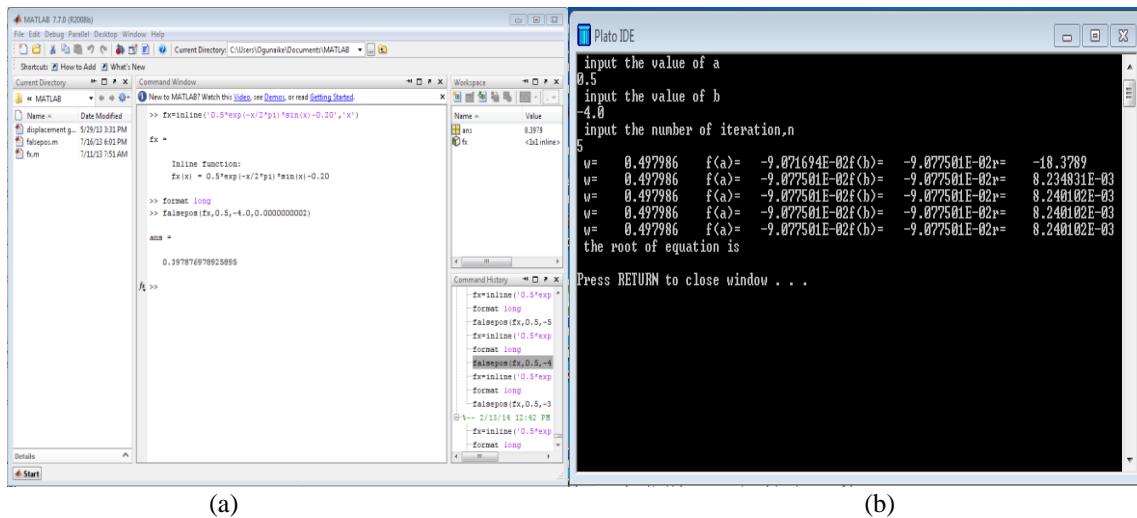 MATLAB 7.7.0 (R2008b)
File Edit Debug Parallel Desktop Window Help
Current Directory: C:\Users\Ogunaike\Documents\MATLAB
Shortcuts How to Add What's New
Current Directory
« MATLAB
Name Date Modified
displacement g... 5/29/13 3:31 PM
falsepos.m 7/16/13 6:01 PM
fx.m 7/11/13 7:51 AM
Details
Start
Command Window
New to MATLAB? Watch this Video, see Demos, or read Getting Started.
>> fx=inline('0.5*exp(-x/2*pi)*sin(x)-0.20','x')
fx =
Inline function:
fx(x) = 0.5*exp(-x/2*pi)*sin(x)-0.20
>> format long
>> falsepos(fx,0.5,-4.0,0.0000000002)
ans =
0.397876978925895
fx >>
Workspace
Name Value
ans 0.3979
fx <1x1 inline>
Command History
fx=inline('0.5*exp
format long
falsepos(fx,0.5,-5
fx=inline('0.5*exp
format long
falsepos(fx,0.5,-4
fx=inline('0.5*exp
format long
falsepos(fx,0.5,-3
%-- 2/13/14 12:42 PM
fx=inline('0.5*exp
format long
(a)
Plato IDE
input the value of a
0.5
input the value of b
-4.0
input the number of iteration,n
5
w= 0.497986 f(a)= -9.071694E-02f(b)= -9.077501E-02r= -18.3789
w= 0.497986 f(a)= -9.077501E-02f(b)= -9.077501E-02r= 8.234831E-03
w= 0.497986 f(a)= -9.077501E-02f(b)= -9.077501E-02r= 8.240102E-03
w= 0.497986 f(a)= -9.077501E-02f(b)= -9.077501E-02r= 8.240102E-03
w= 0.497986 f(a)= -9.077501E-02f(b)= -9.077501E-02r= 8.240102E-03
the root of equation is
Press RETURN to close window . . .
(b)